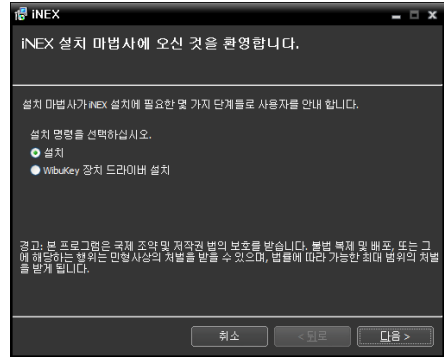 iNEX
iNEX 설치 마법사에 오신 것을 환영합니다.
설치 마법사가 iNEX 설치에 필요한 몇 가지 단계들로 사용자를 안내 합니다.
설치 명령을 선택하십시오.
설치
WibuKey 장치 드라이버 설치
경고: 본 프로그램은 국제 조약 및 저작권 법의 보호를 받습니다. 불법 복제 및 배포, 또는 그
에 해당하는 행위는 민형사상의 처벌을 받을 수 있으며, 법률에 따라 가능한 최대 범위의 처벌
을 받게 됩니다.
취소
< 뒤로
다음 >